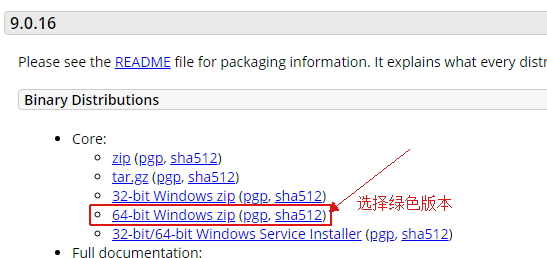 9.0.16
Please see the README file for packaging information. It explains what every
Binary Distributions
Core:
zip (pgp, sha512)
tar.gz (pgp, sha512)
32-bit Windows zip (pgp, sha512)
64-bit Windows zip (pgp, sha512)
选择绿色版本
32-bit/64-bit Windows Service Installer (pgp, sha512)
Full documentation: